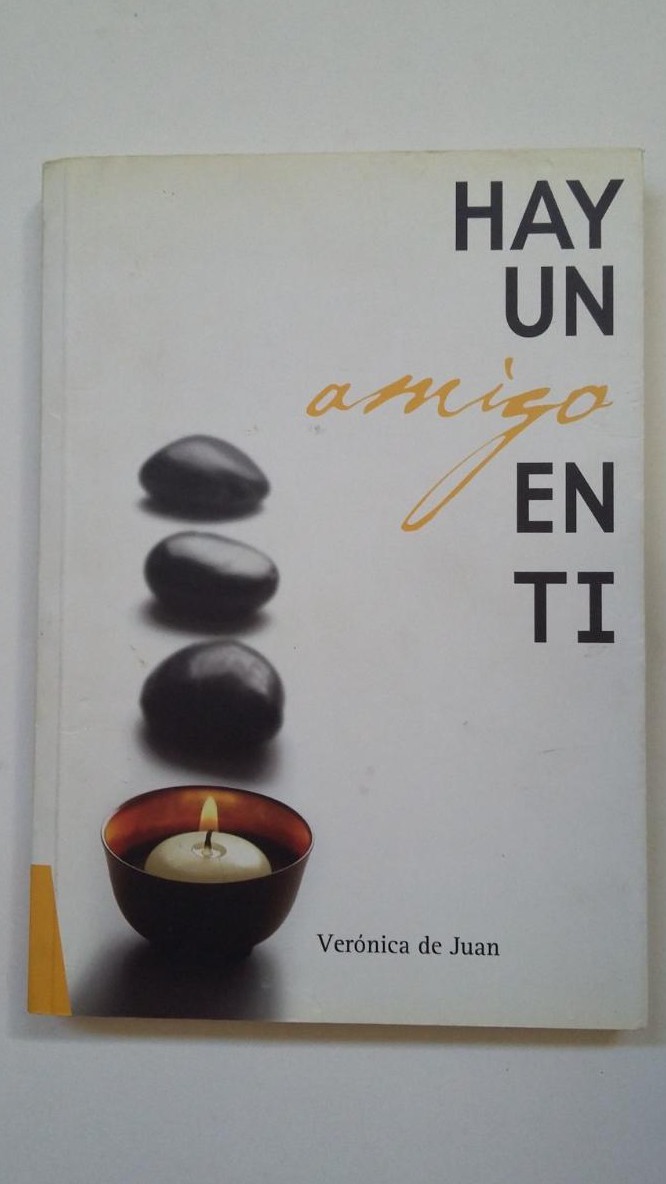 HAY
UN
amigo
EN
TI
Verónica de Juan